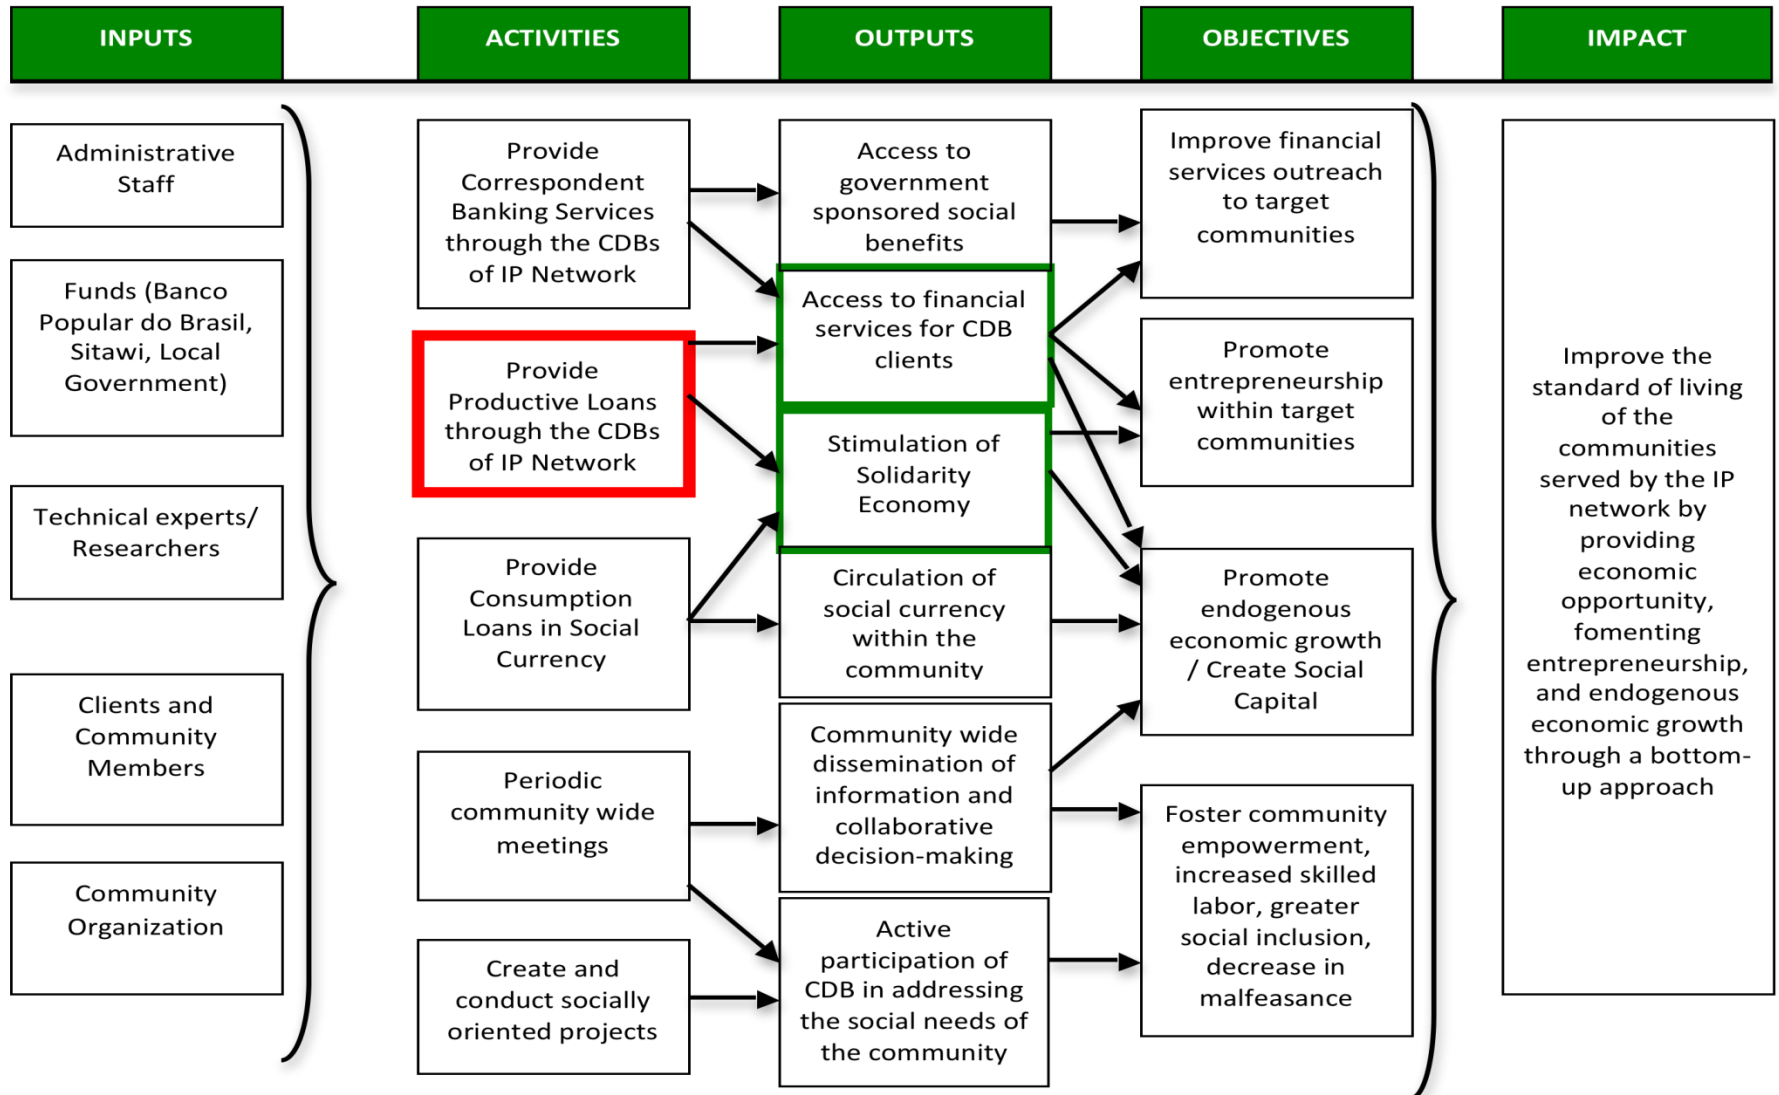 INPUTS
ACTIVITIES
OUTPUTS
OBJECTIVES
IMPACT
Administrative
Staff
Funds (Banco
Popular do Brasil,
Sitawi, Local
Government)
Technical experts/
Researchers
Clients and
Community
Members
Community
Organization
Provide
Correspondent
Banking Services
through the CDBs
of IP Network
Provide
Productive Loans
through the CDBs
of IP Network
Provide
Consumption
Loans in Social
Currency
Periodic
community wide
meetings
Create and
conduct socially
oriented projects
Access to
government
sponsored social
benefits
Access to financial
services for CDB
clients
Stimulation of
Solidarity
Economy
Circulation of
social currency
within the
community
Community wide
dissemination of
information and
collaborative
decision-making
Active
participation of
CDB in addressing
the social needs of
the community
Improve financial
services outreach
to target
communities
Promote
entrepreneurship
within target
communities
Promote
endogenous
economic growth
/ Create Social
Capital
Foster community
empowerment,
increased skilled
labor, greater
social inclusion,
decrease in
malfeasance
Improve the
standard of living
of the
communities
served by the IP
network by
providing
economic
opportunity,
fomenting
entrepreneurship,
and endogenous
economic growth
through a bottom-
up approach